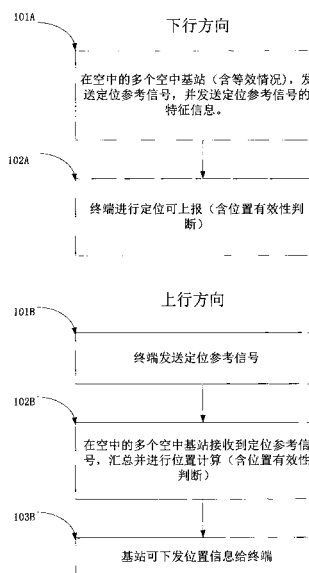 下行方向
101A
在空中的多个空中基站（含等效情况），发
送定位参考信号，并发送定位参考信号的
特征信息。
102A
终端进行定位可上报（含位置有效性判
断）
上行方向
101B
终端发送定位参考信号
102B
在空中的多个空中基站接收到定位参考信
号，汇总并进行位置计算（含位置有效性
判断）
103B
基站可下发位置信息给终端